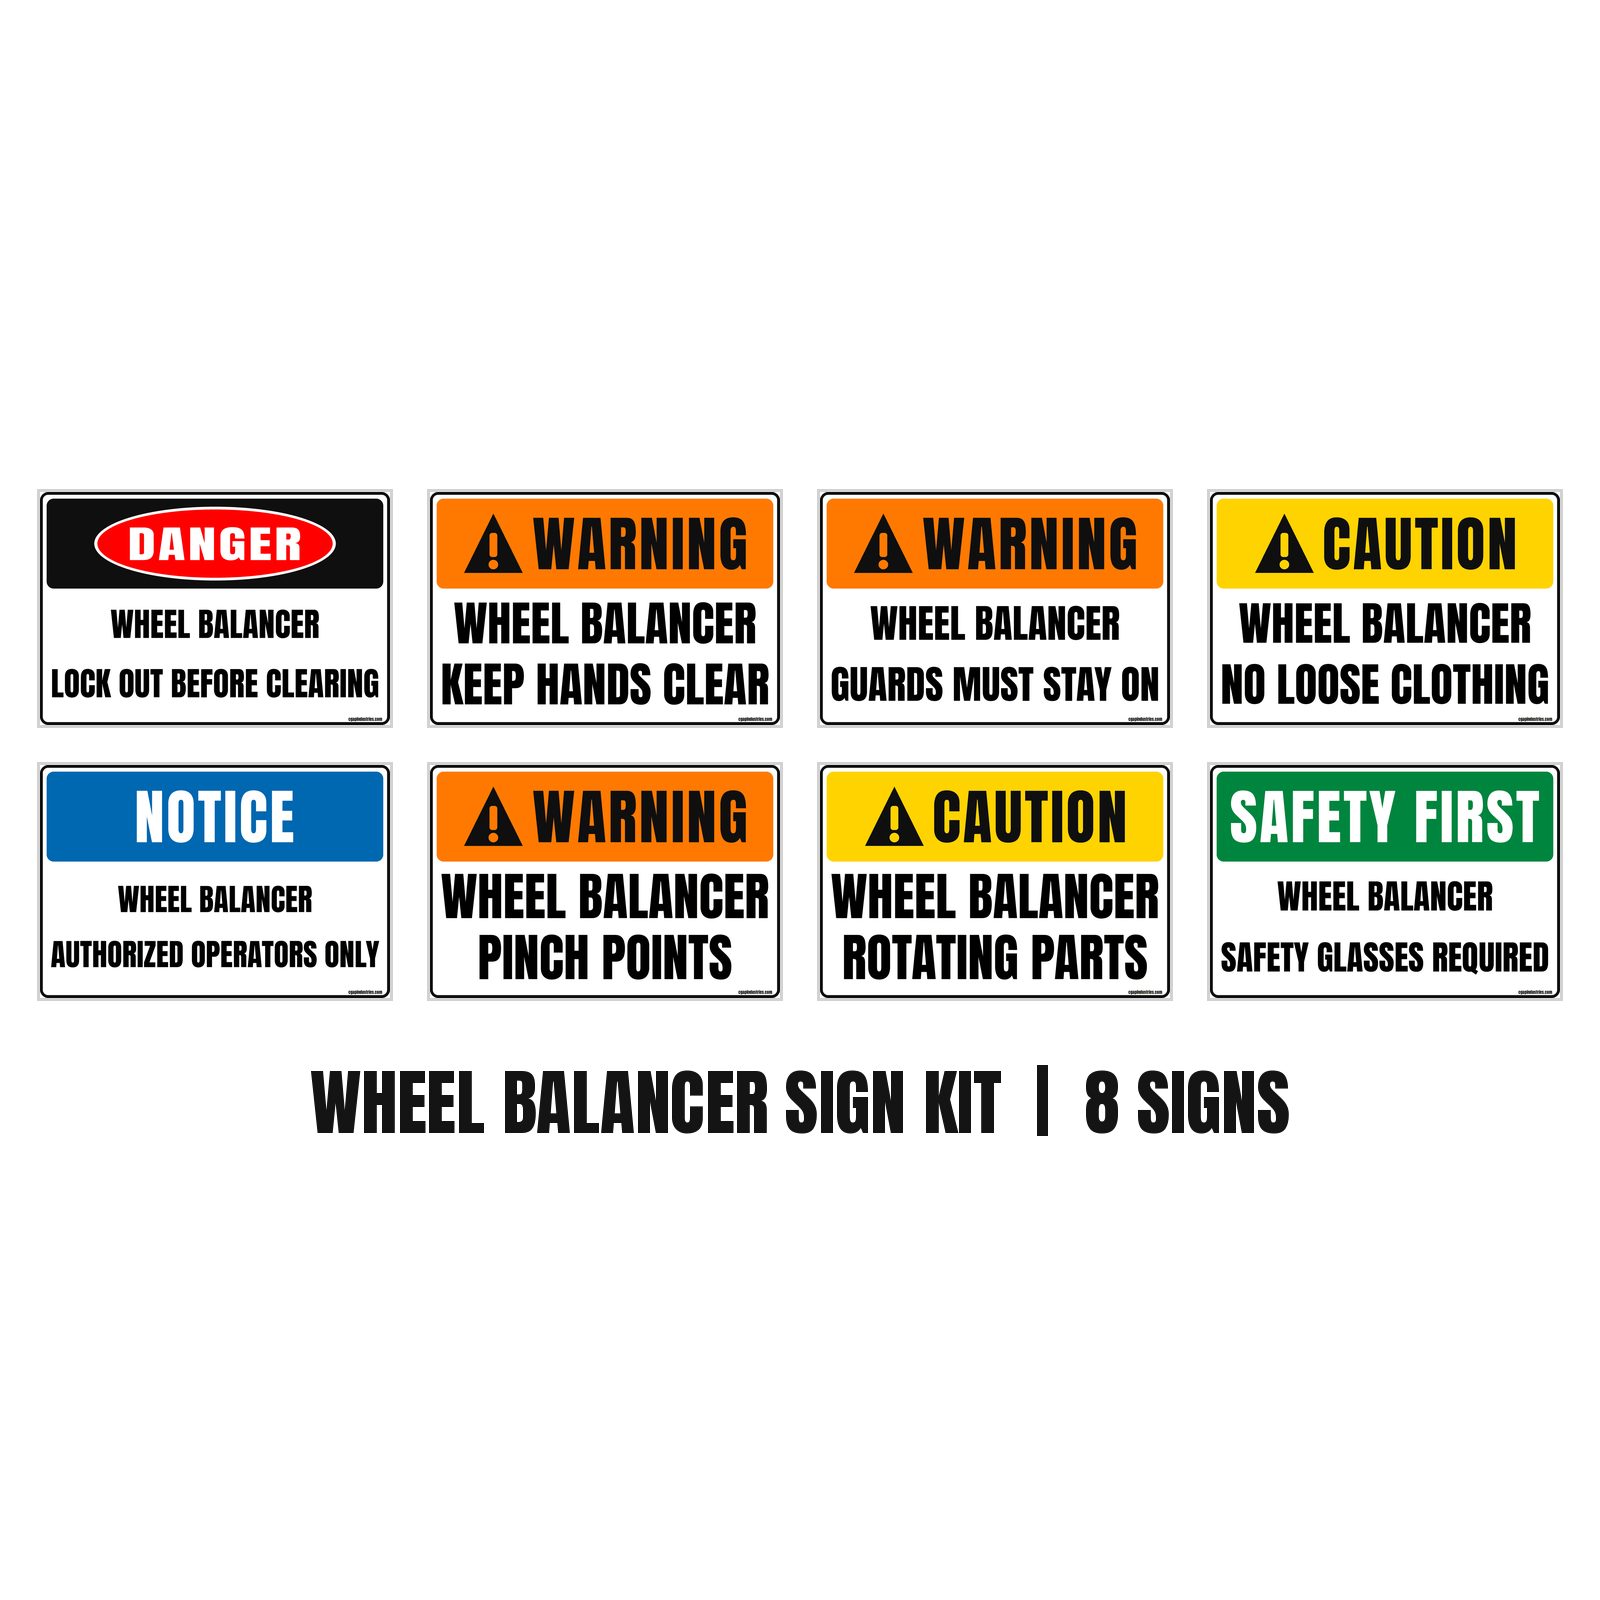 DANGER
WHEEL BALANCER
LOCK OUT BEFORE CLEARING
WARNING
WHEEL BALANCER
KEEP HANDS CLEAR
WARNING
WHEEL BALANCER
GUARDS MUST STAY ON
CAUTION
WHEEL BALANCER
NO LOOSE CLOTHING
NOTICE
WHEEL BALANCER
AUTHORIZED OPERATORS ONLY
WARNING
WHEEL BALANCER
PINCH POINTS
CAUTION
WHEEL BALANCER
ROTATING PARTS
SAFETY FIRST
WHEEL BALANCER
SAFETY GLASSES REQUIRED
WHEEL BALANCER SIGN KIT | 8 SIGNS